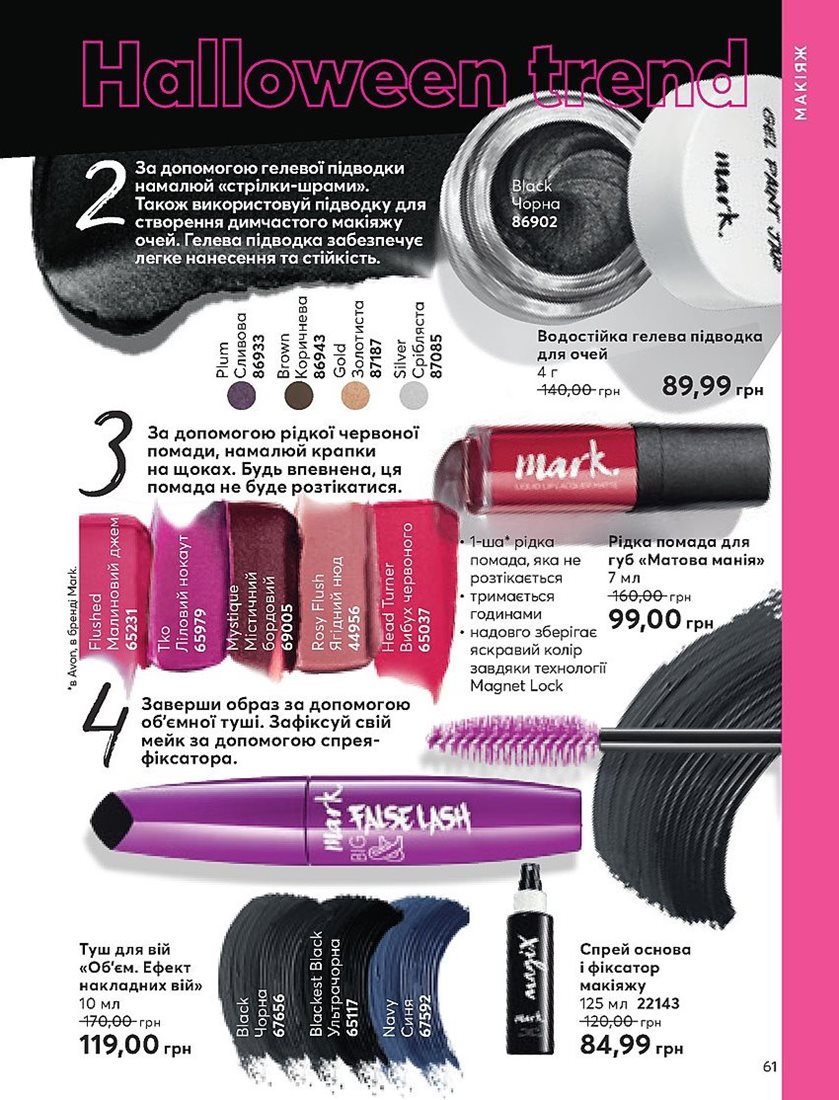 Halloween trend
МАКІЯЖ
2
За допомогою гелевої підводки
намалюй «стрілки-шрами».
Також використовуй підводку для
створення димчастого макіяжу
очей. Гелева підводка забезпечує
легке нанесення та стійкість.
Black
Чорна
86902
mark.
GEL PAINT
Plum
Сливова
86933
Brown
Коричнева
86943
Gold
Золотиста
87187
Silver
Срібляста
87085
Водостійка гелева підводка
для очей
4 г
140,00 грн
89,99 грн
3
За допомогою рідкої червоної
помади, намалюй крапки
на щоках. Будь впевнена, ця
помада не буде розтікатися.
mark.
LIQUID LIP LACQUER MATTE
*в Avon, в бренді Mark.
Flushed
Малиновий джем
65231
Tko
Ліловий нокаут
65979
Mystique
Містичний
бордовий
69005
Rosy Flush
Ягідний нюд
44956
Head Turner
Вибух червоного
65037
• 1-ша* рідка
помада, яка не
розтікається
• тримається
годинами
• надовго зберігає
яскравий колір
завдяки технології
Magnet Lock
Рідка помада для
губ «Матова манія»
7 мл
160,00 грн
99,00 грн
4
Заверши образ за допомогою
об'ємної туші. Зафіксуй свій
мейк за допомогою спрея-
фіксатора.
mark.
BIG & FALSE LASH
Туш для вій
«Об'єм. Ефект
накладних вій»
10 мл
170,00 грн
119,00 грн
Black
Чорна
67656
Blackest Black
Ультрачорна
65117
Navy
Синя
67592
magix
mark.
Спрей основа
і фіксатор
макіяжу
125 мл 22143
120,00 грн
84,99 грн
61